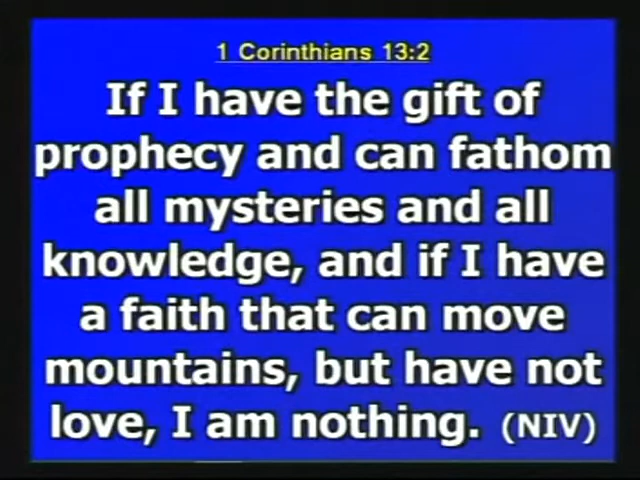 1 Corinthians 13:2
If I have the gift of
prophecy and can fathom
all mysteries and all
knowledge, and if I have
a faith that can move
mountains, but have not
love, I am nothing. (NIV)